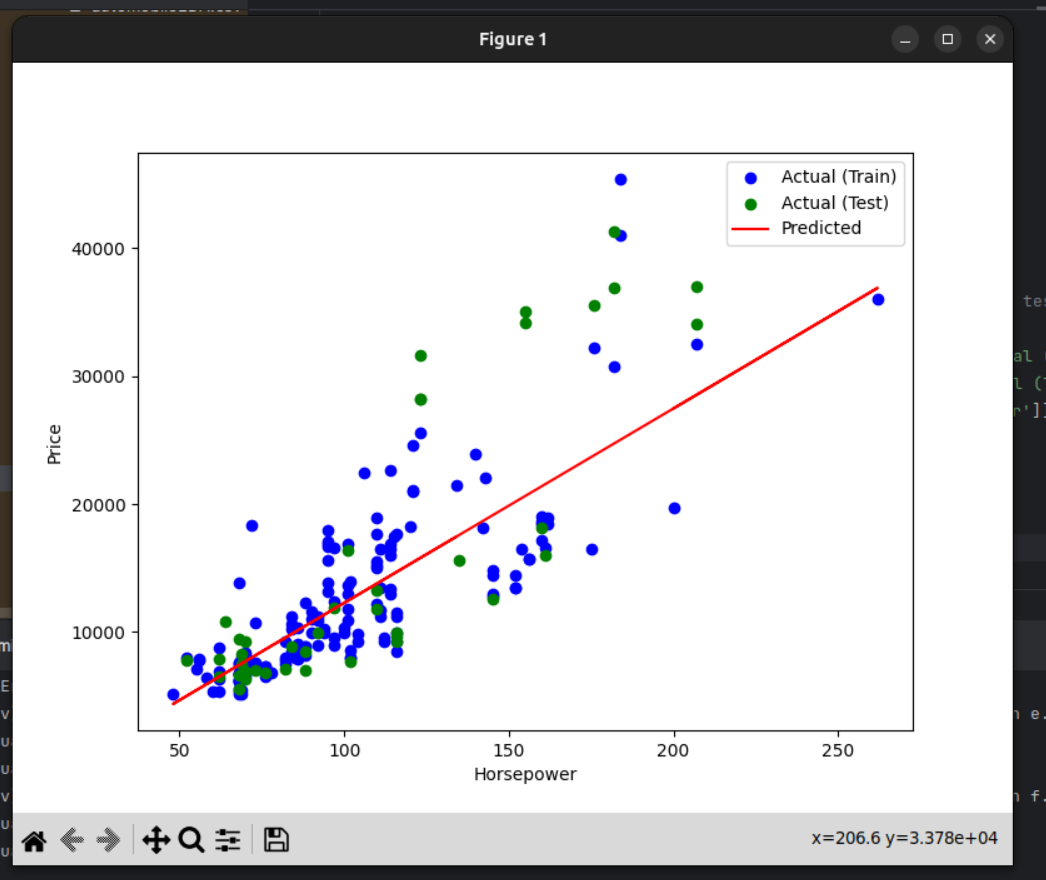 Figure 1
Actual (Train)
Actual (Test)
Predicted
40000
30000
20000
10000
Price
50
100
150
200
250
Horsepower
x=206.6 y=3.378e+04